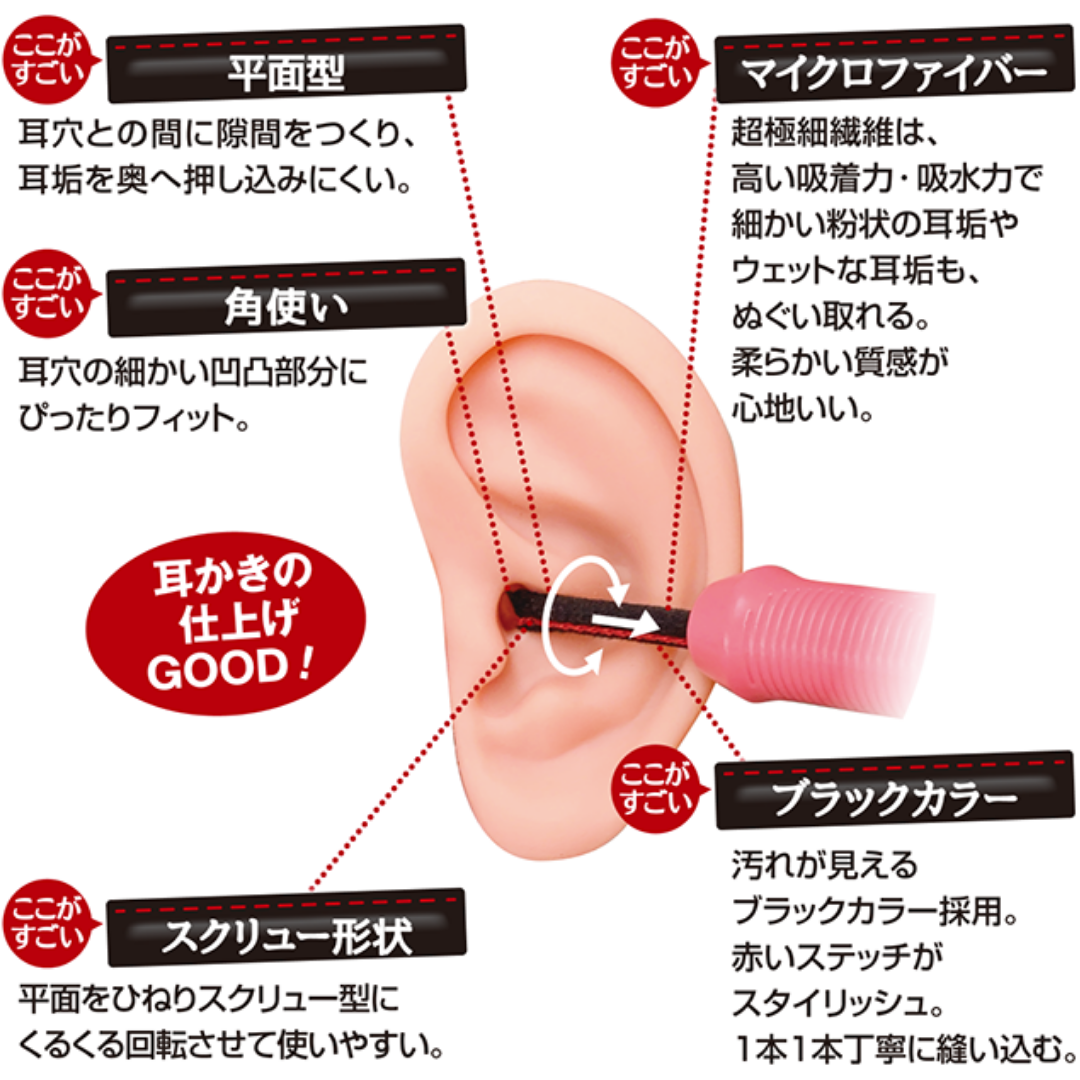 ここが
すごい
平面型
耳穴との間に隙間をつくり、
耳垢を奥へ押し込みにくい。
ここが
すごい
角使い
耳穴の細かい凹凸部分に
ぴったりフィット。
ここが
すごい
マイクロファイバー
超極細繊維は、
高い吸着力・吸水力で
細かい粉状の耳垢や
ウェットな耳垢も、
ぬぐい取れる。
柔らかい質感が
心地いい。
耳かきの
仕上げ
GOOD!
ここが
すごい
スクリュー形状
平面をひねりスクリュー型に
くるくる回転させて使いやすい。
ここが
すごい
ブラックカラー
汚れが見える
ブラックカラー採用。
赤いステッチが
スタイリッシュ。
1本1本丁寧に縫い込む。